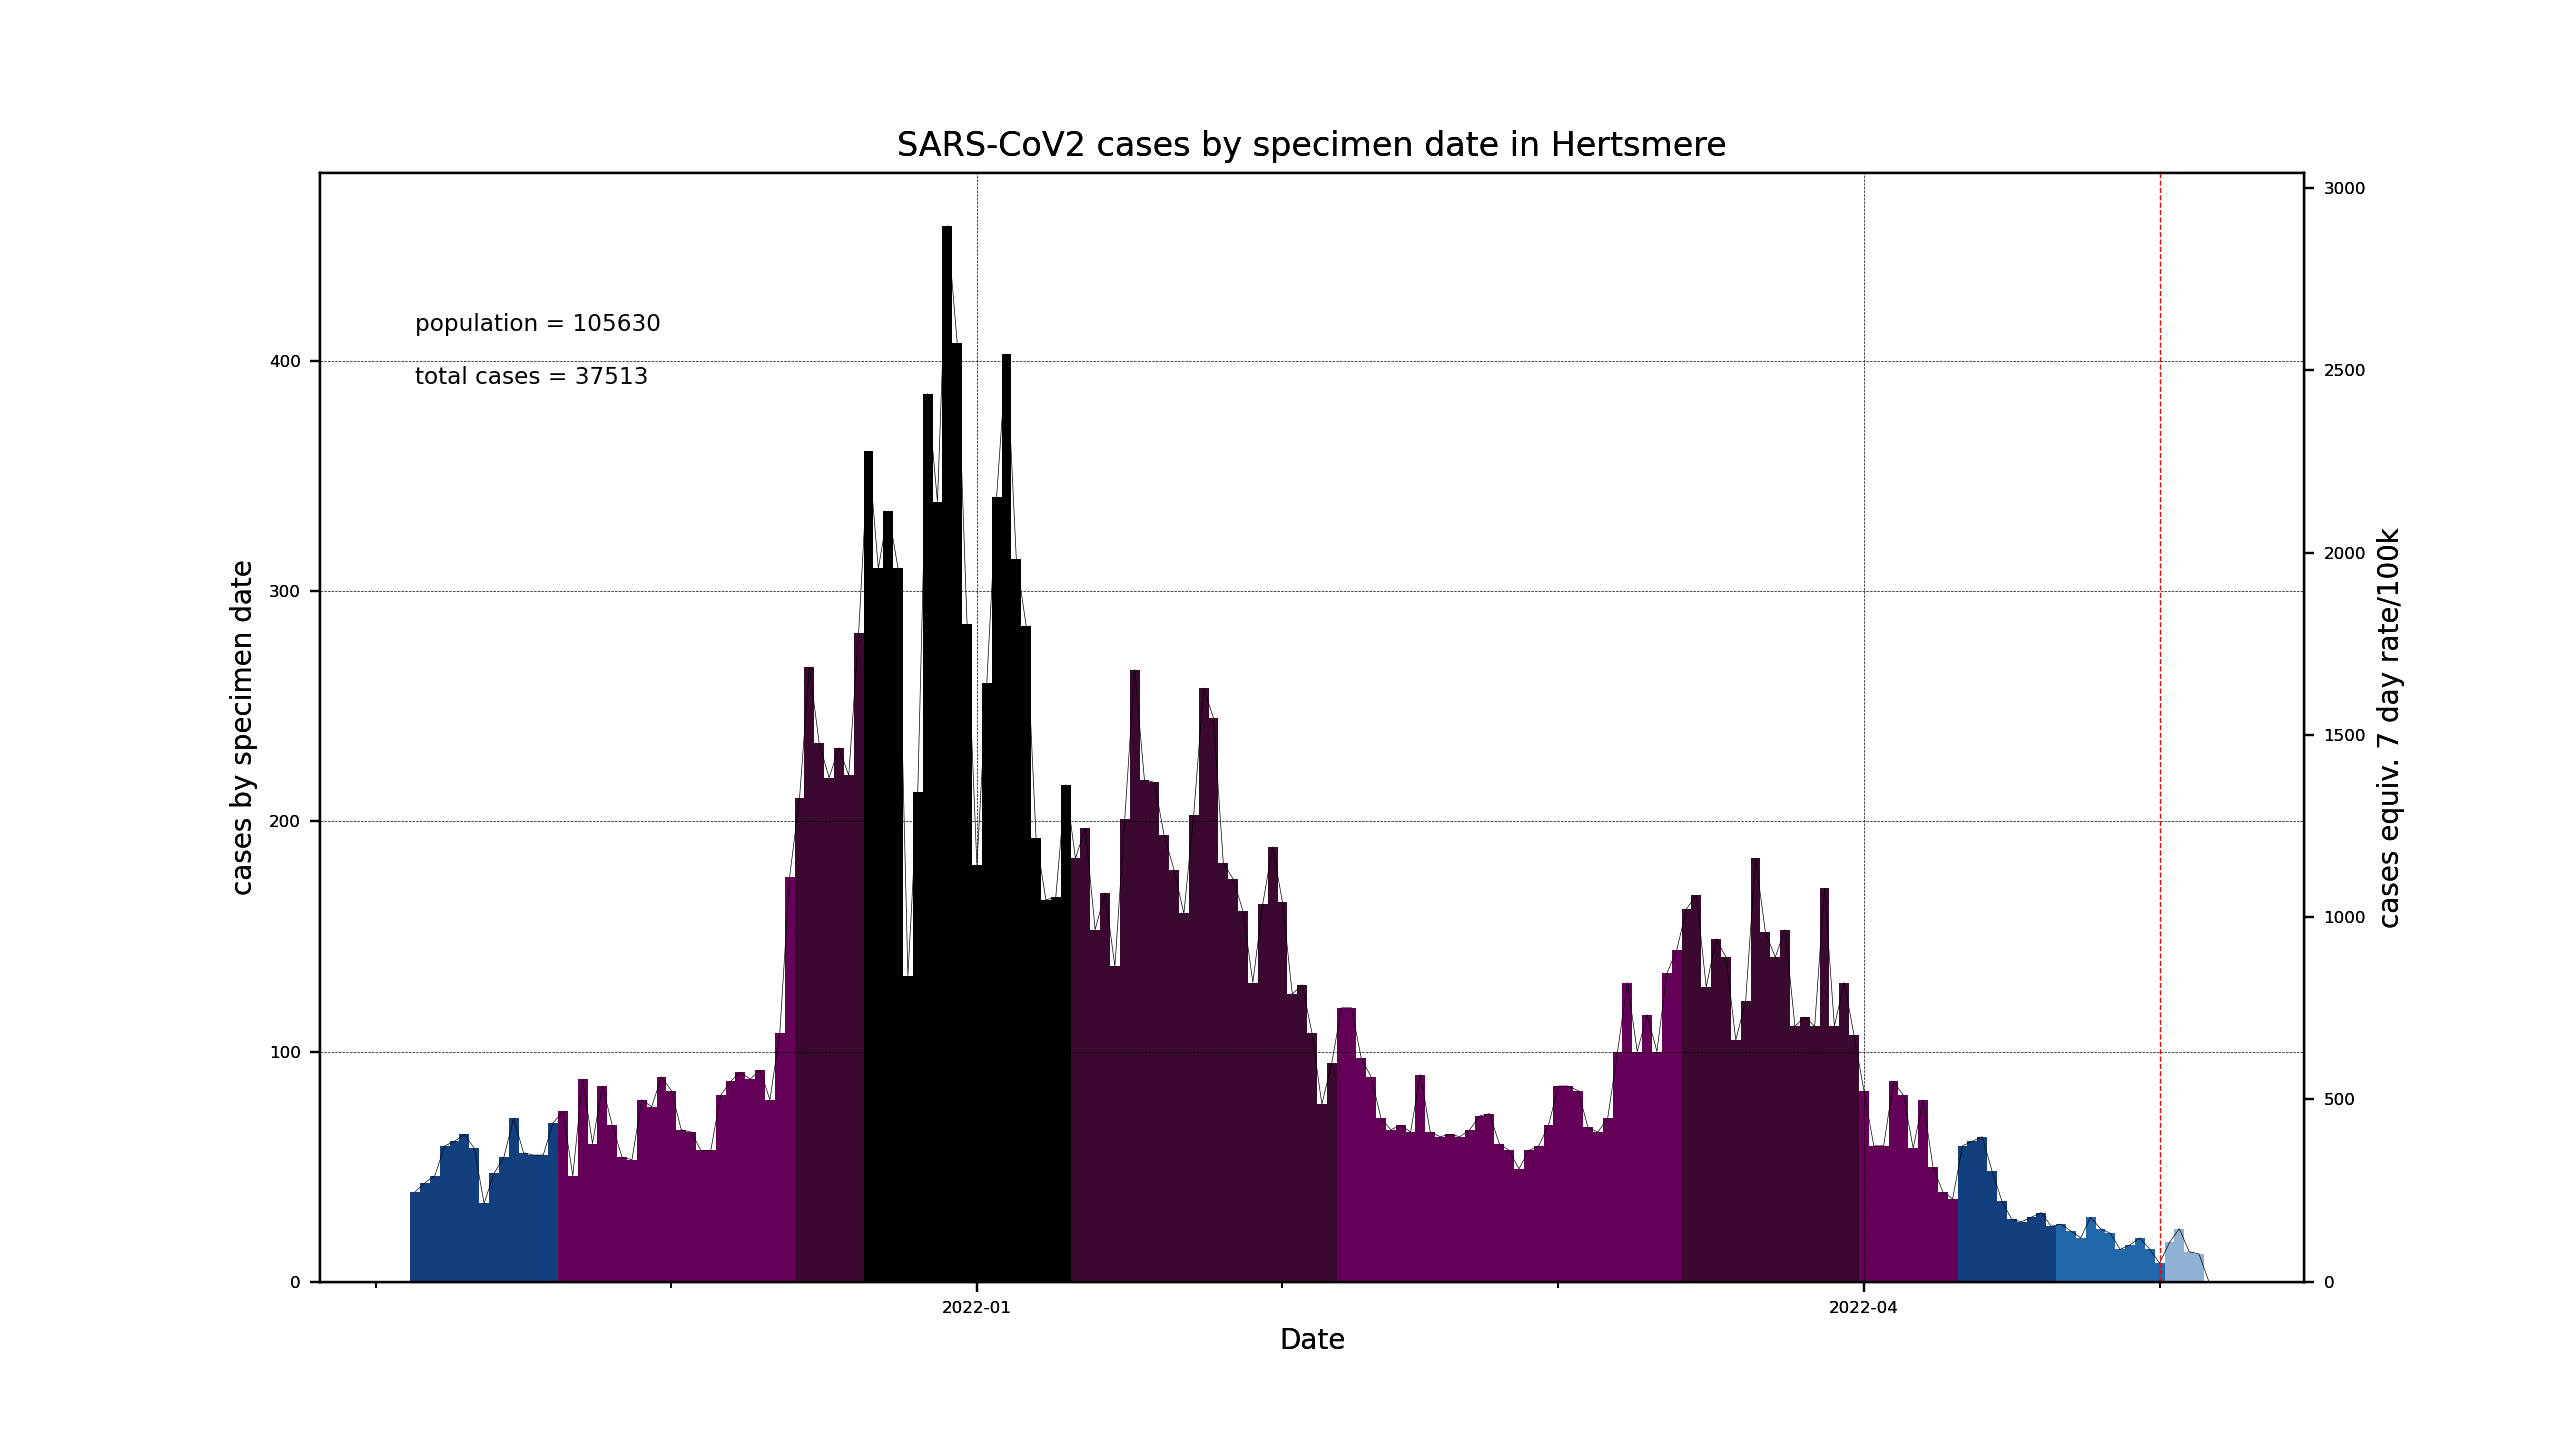 SARS-CoV2 cases by specimen date in Hertsmere
population = 105630
total cases = 37513
cases by specimen date
400
300
200
100
0
3000
2500
2000
1500
1000
500
0
cases equiv. 7 day rate/100k
2022-01
2022-04
Date